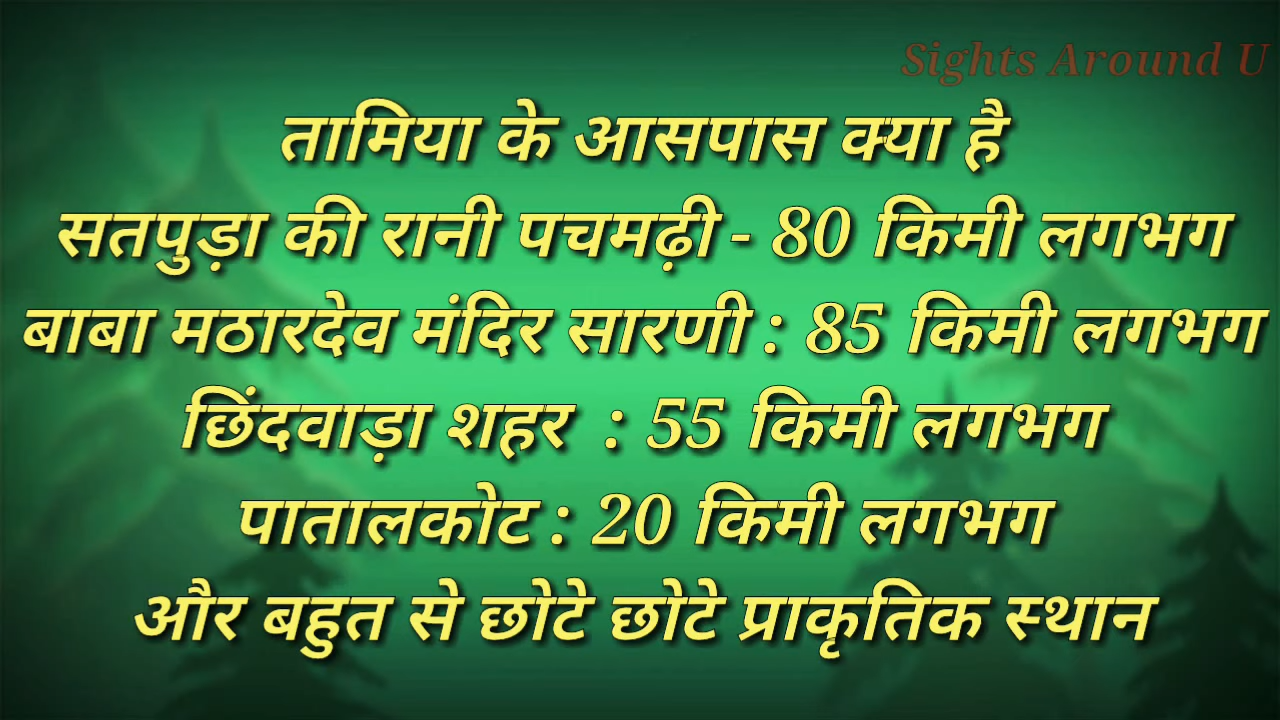 Sights Around U
तामिया के आसपास क्या है
सतपुड़ा की रानी पचमढ़ी - 80 किमी लगभग
बाबा मठारदेव मंदिर सारणी : 85 किमी लगभग
छिंदवाड़ा शहर : 55 किमी लगभग
पातालकोट : 20 किमी लगभग
और बहुत से छोटे छोटे प्राकृतिक स्थान